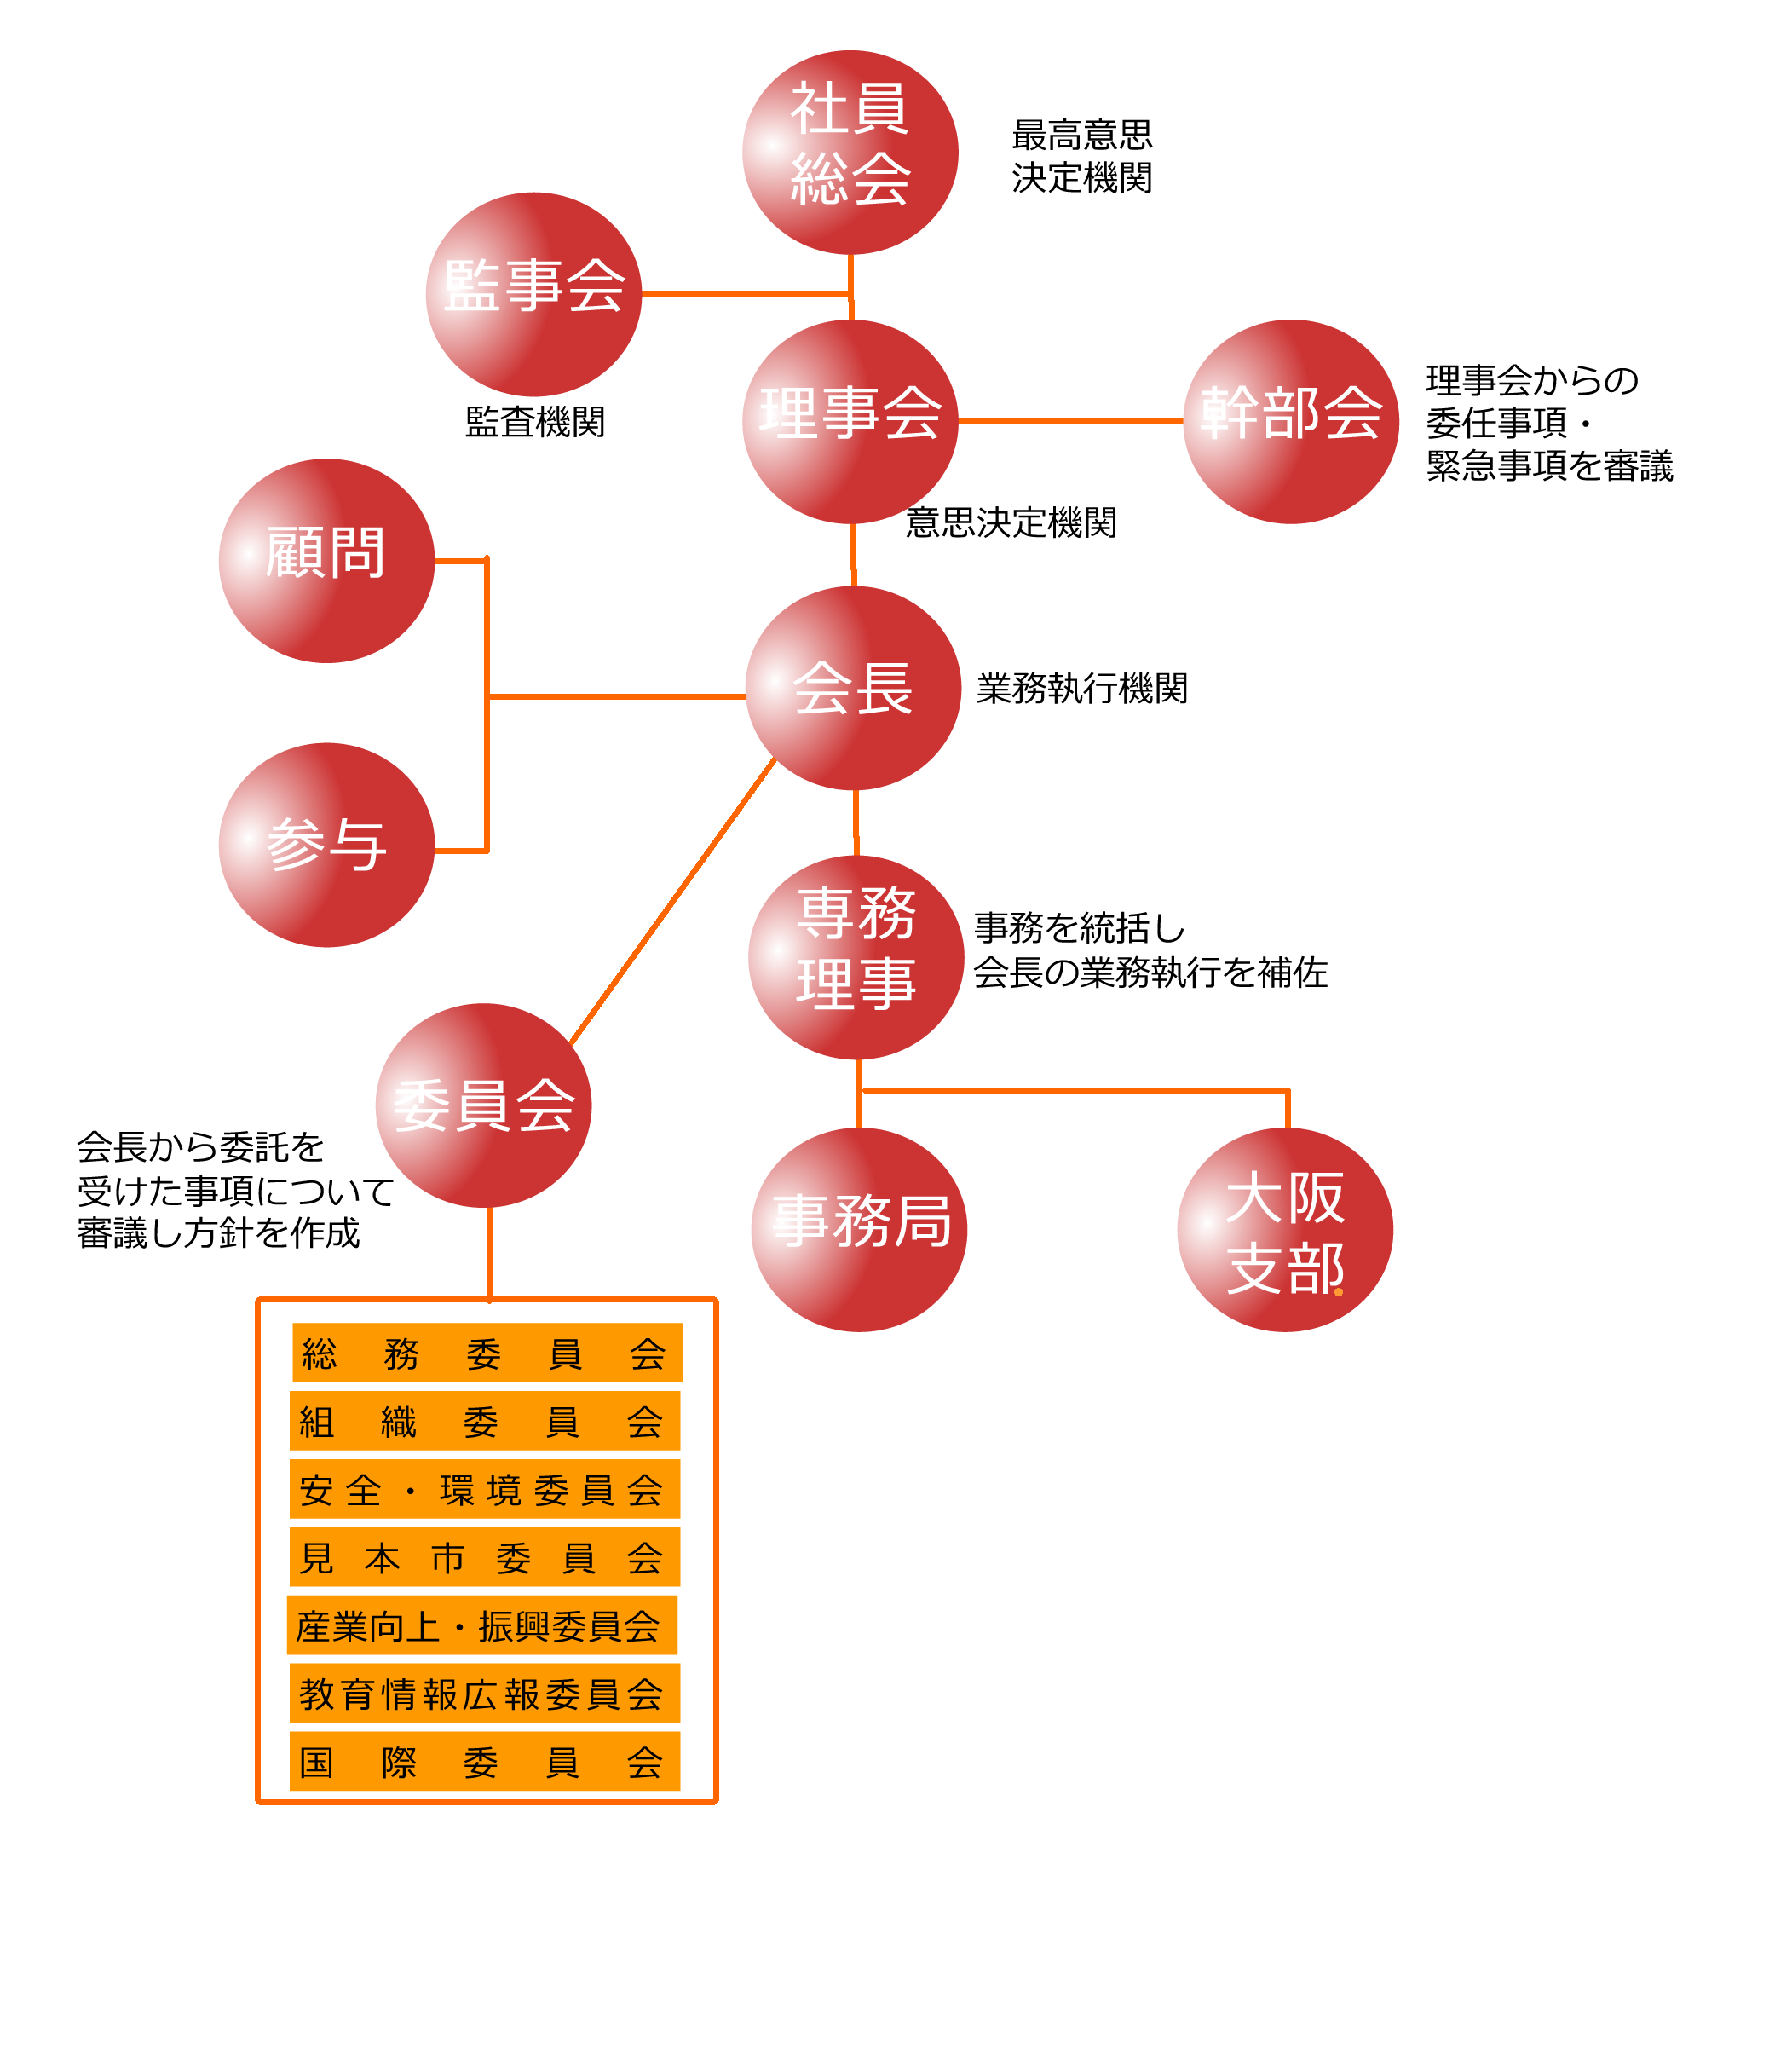 社員
総会
最高意思
決定機関
監事会
監査機関
理事会
意思決定機関
幹部会
理事会からの
委任事項・
緊急事項を審議
顧問
参与
会長
業務執行機関
専務
理事
事務を統括し
会長の業務執行を補佐
委員会
会長から委託を
受けた事項について
審議し方針を作成
事務局
大阪
支部
総務委員会
組織委員会
安全・環境委員会
見本市委員会
産業向上・振興委員会
教育情報広報委員会
国際委員会